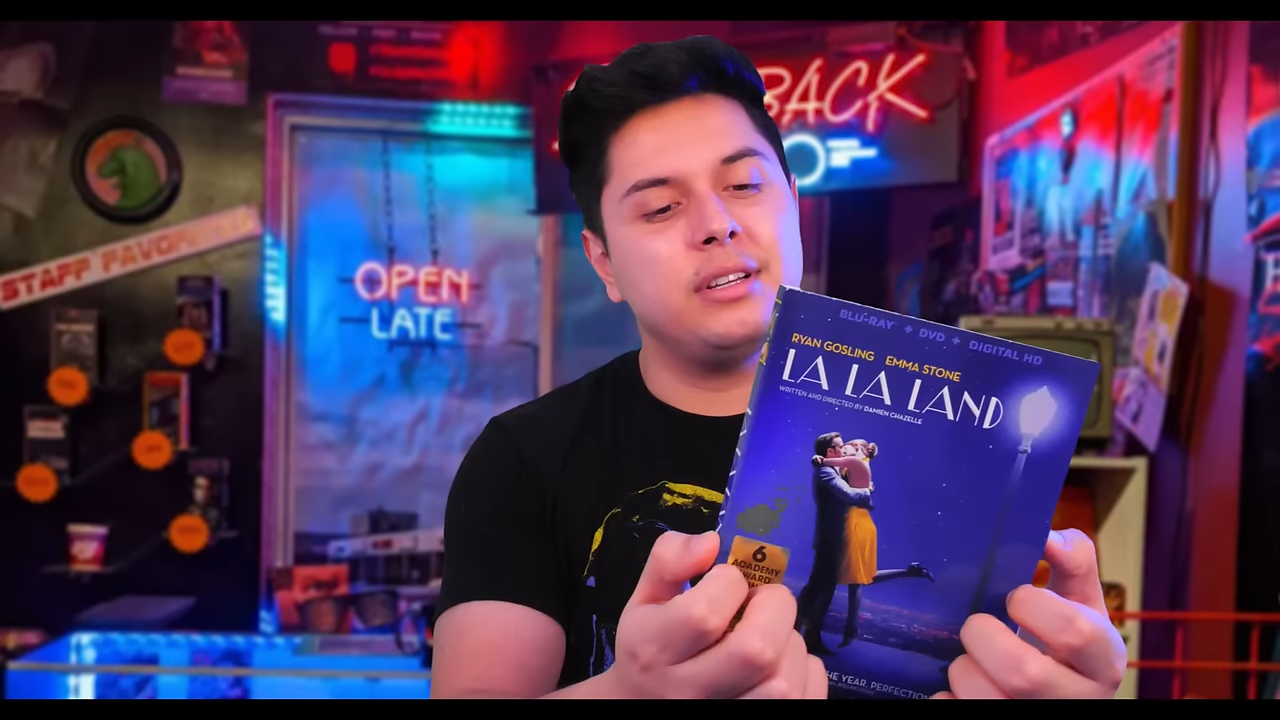 BACK
STAFF FAVORITES
OPEN
LATE
BLU-RAY + DVD + DIGITAL HD
RYAN GOSLING EMMA STONE
LA LA LAND
WRITTEN AND DIRECTED BY DAMIEN CHAZELLE
6
ACADEMY
THE YEAR. PERFECTION